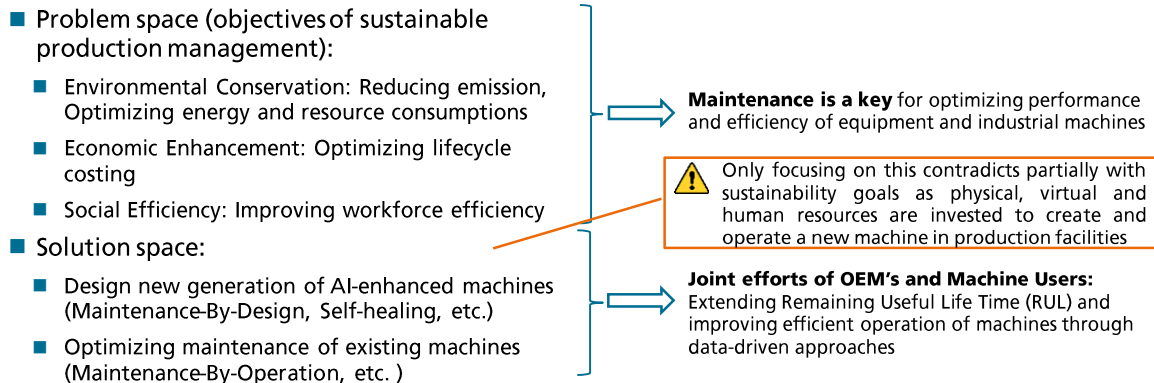 Problem space (objectives of sustainable
production management):
Environmental Conservation: Reducing emission,
Optimizing energy and resource consumptions
Economic Enhancement: Optimizing lifecycle
costing
Social Efficiency: Improving workforce efficiency
Solution space:
Design new generation of AI-enhanced machines
(Maintenance-By-Design, Self-healing, etc.)
Optimizing maintenance of existing machines
(Maintenance-By-Operation, etc. )
Maintenance is a key for optimizing performance
and efficiency of equipment and industrial machines
Only focusing on this contradicts partially with
sustainability goals as physical, virtual and
human resources are invested to create and
operate a new machine in production facilities
Joint efforts of OEM's and Machine Users:
Extending Remaining Useful Life Time (RUL) and
improving efficient operation of machines through
data-driven approaches